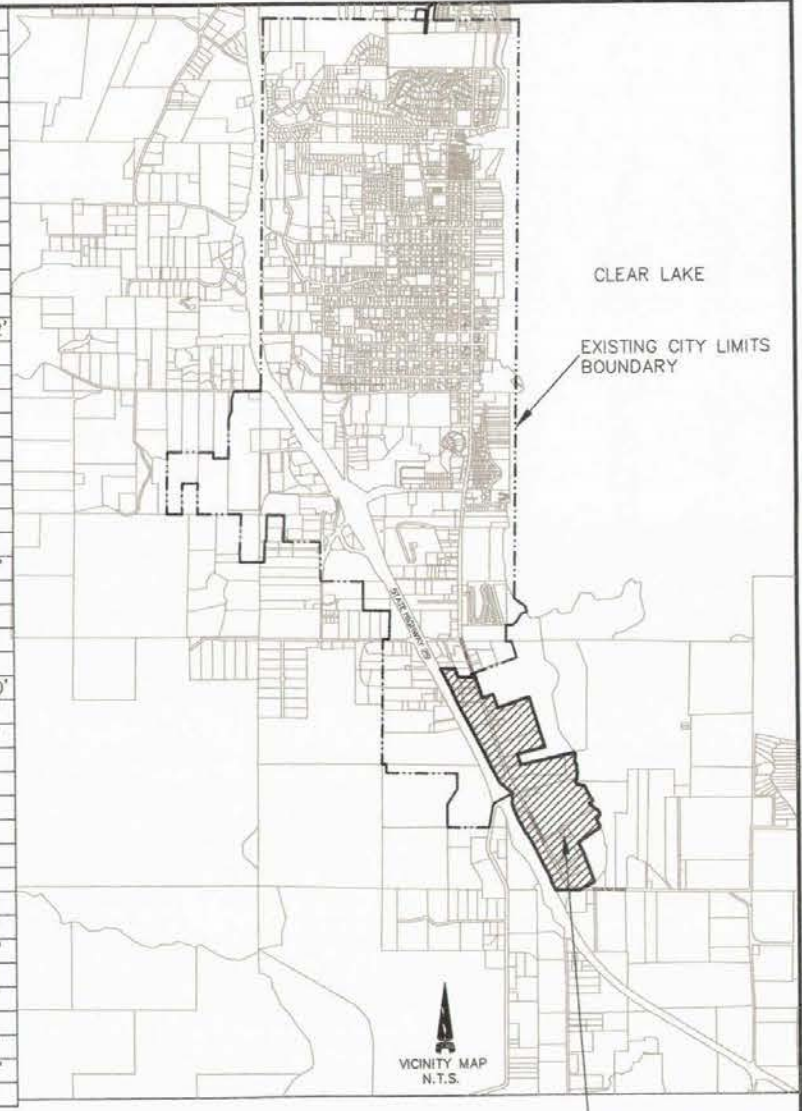 CLEAR LAKE
EXISTING CITY LIMITS
BOUNDARY
STATE HIGHWAY 29
VICINITY MAP
N.T.S.